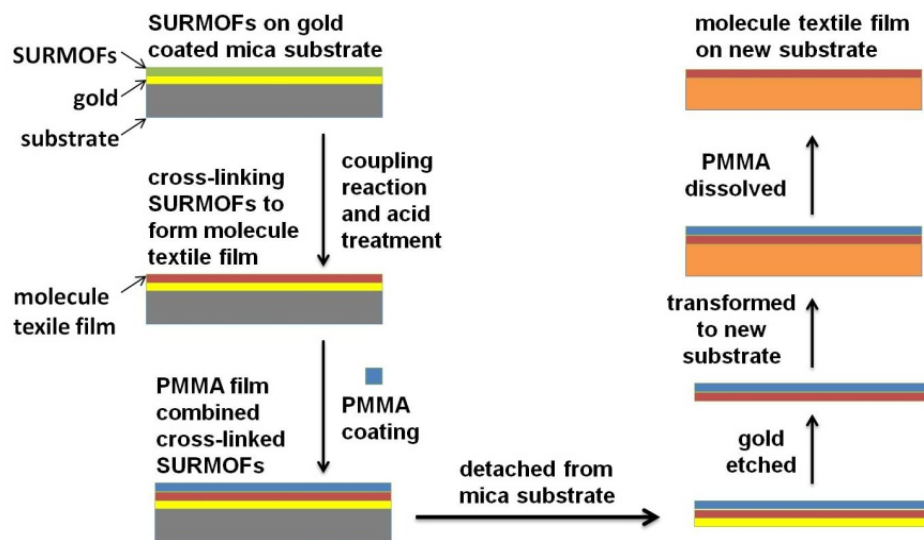 SURMOFs on gold
coated mica substrate
SURMOFs
gold
substrate
coupling
reaction
and acid
treatment
cross-linking
SURMOFs to
form molecule
textile film
molecule
texile film
PMMA film
combined
cross-linked
SURMOFs
PMMA
coating
detached from
mica substrate
gold
etched
transformed
to new
substrate
PMMA
dissolved
molecule textile film
on new substrate